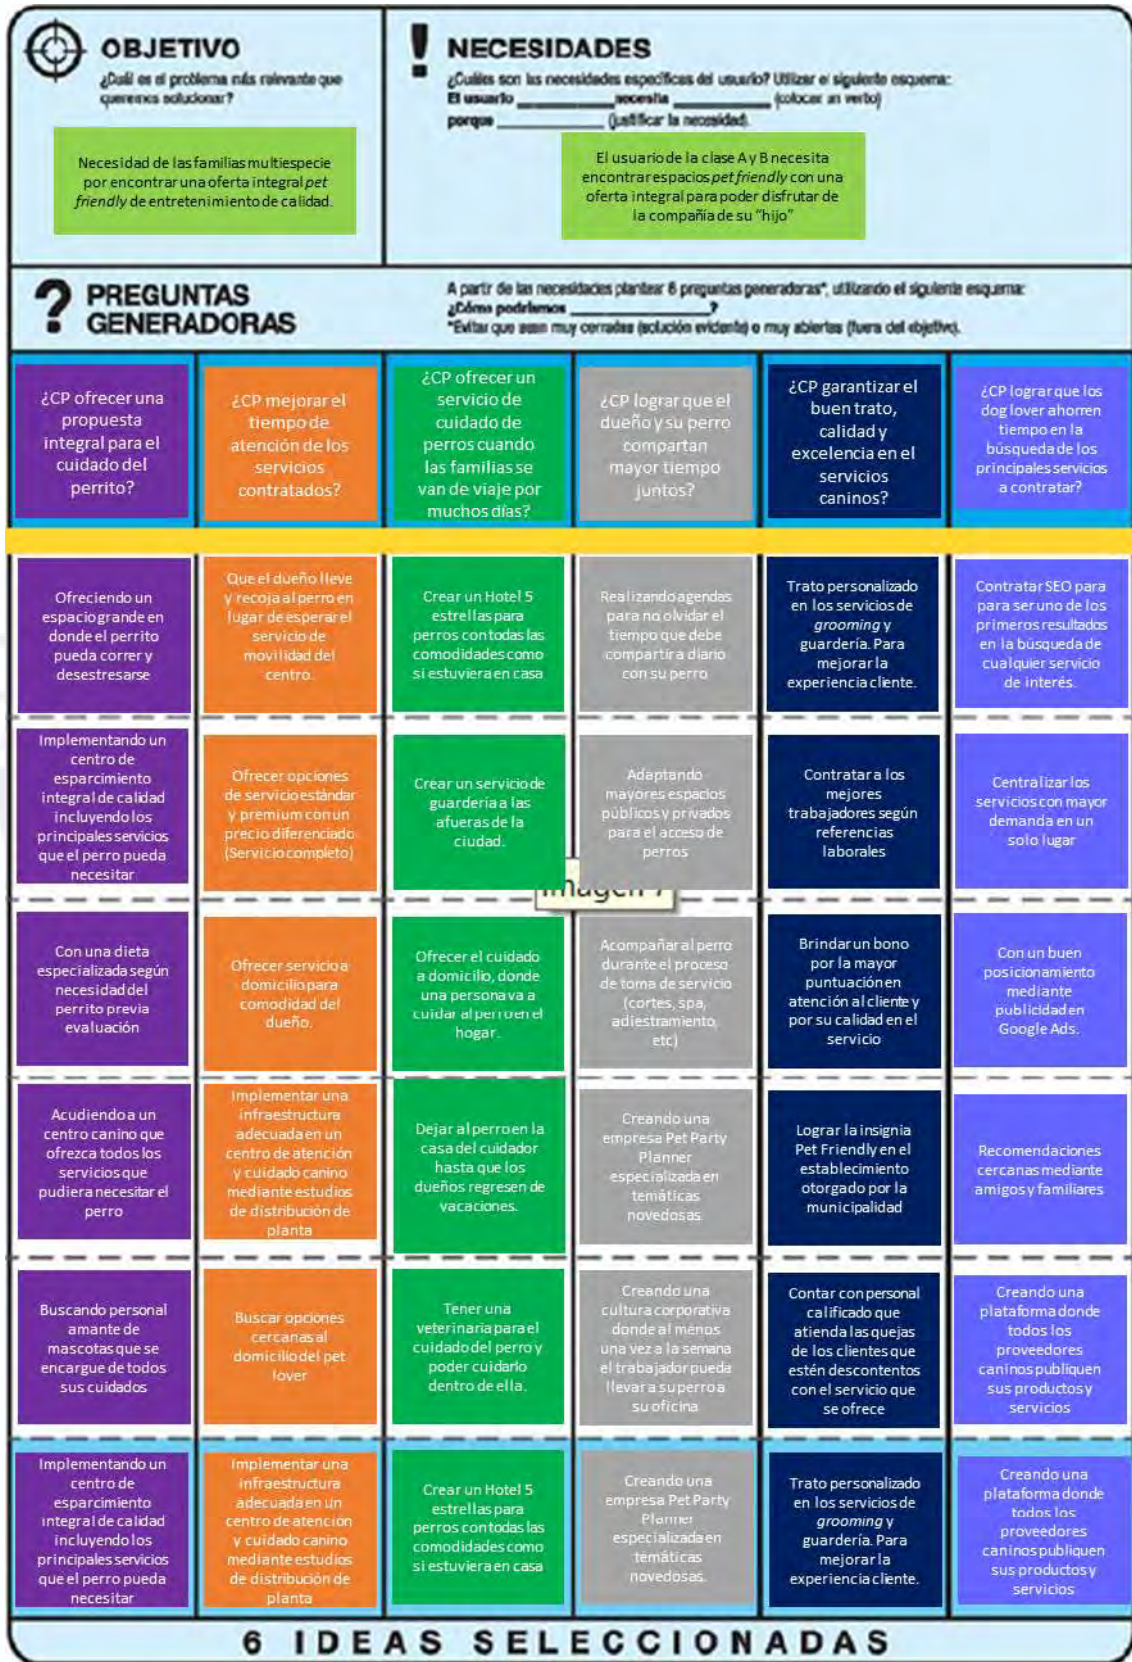 OBJETIVO
¿Cuál es el problema más relevante que
queremos solucionar?
Necesidad de las familias multiespecie
por encontrar una oferta integral pet
friendly de entretenimiento de calidad.
NECESIDADES
¿Cuáles son las necesidades específicas del usuario? Utilizar el siguiente esquema:
El usuario ____________ necesita __________ (colocar un verbo)
porque ___________ (justificar la necesidad).
El usuario de la clase A y B necesita
encontrar espacios pet friendly con una
oferta integral para poder disfrutar de
la compañía de su "hijo"
PREGUNTAS
GENERADORAS
A partir de las necesidades plantear 6 preguntas generadoras*, utilizando el siguiente esquema:
¿Cómo podríamos ______________?
*Evitar que sean muy cerradas (solución evidente) o muy abiertas (fuera del objetivo).
¿CP ofrecer una
propuesta
integral para el
cuidado del
perrito?
¿CP mejorar el
tiempo de
atención de los
servicios
contratados?
¿CP ofrecer un
servicio de
cuidado de
perros cuando
las familias se
van de viaje por
muchos días?
¿CP lograr que el
dueño y su perro
compartan
mayor tiempo
juntos?
¿CP garantizar el
buen trato,
calidad y
excelencia en el
servicios
caninos?
¿CP lograr que los
dog lover ahorren
tiempo en la
búsqueda de los
principales servicios
a contratar?
Ofreciendo un
espacio grande en
donde el perrito
pueda correr y
desestresarse
Que el dueño lleve
y recoja al perro en
lugar de esperar el
servicio de
movilidad del
centro.
Crear un Hotel 5
estrellas para
perros con todas las
comodidades como
si estuviera en casa
Realizando agendas
para no olvidar el
tiempo que debe
compartir a diario
con su perro
Trato personalizado
en los servicios de
grooming y
guardería. Para
mejorar la
experiencia cliente.
Contratar SEO para
para ser uno de los
primeros resultados
en la búsqueda de
cualquier servicio
de interés.
Implementando un
centro de
esparcimiento
integral de calidad
incluyendo los
principales servicios
que el perro pueda
necesitar
Ofrecer opciones
de servicio estándar
y premium con un
precio diferenciado
(Servicio completo)
Crear un servicio de
guardería a las
afueras de la
ciudad.
Adaptando
mayores espacios
públicos y privados
para el acceso de
perros
Contratar a los
mejores
trabajadores según
referencias
laborales
Centralizar los
servicios con mayor
demanda en un
solo lugar
Imagen 7
Con una dieta
especializada según
necesidad del
perrito previa
evaluación
Ofrecer servicio a
domicilio para
comodidad del
dueño.
Ofrecer el cuidado
a domicilio, donde
una persona va a
cuidar al perro en el
hogar.
Acompañar al perro
durante el proceso
de toma de servicio
(cortes, spa,
adiestramiento,
etc)
Brindar un bono
por la mayor
puntuación en
atención al cliente y
por su calidad en el
servicio
Con un buen
posicionamiento
mediante
publicidad en
Google Ads.
Acudiendo a un
centro canino que
ofrezca todos los
servicios que
pudiera necesitar el
perro
Implementar una
infraestructura
adecuada en un
centro de atención
y cuidado canino
mediante estudios
de distribución de
planta
Dejar al perro en la
casa del cuidador
hasta que los
dueños regresen de
vacaciones.
Creando una
empresa Pet Party
Planner
especializada en
temáticas
novedosas.
Lograr la insignia
Pet Friendly en el
establecimiento
otorgado por la
municipalidad
Recomendaciones
cercanas mediante
amigos y familiares
Buscando personal
amante de
mascotas que se
encargue de todos
sus cuidados
Buscar opciones
cercanas al
domicilio del pet
lover
Tener una
veterinaria para el
cuidado del perro y
poder cuidarlo
dentro de ella.
Creando una
cultura corporativa
donde al menos
una vez a la semana
el trabajador pueda
llevar a su perro a
su oficina
Contar con personal
calificado que
atienda las quejas
de los clientes que
estén descontentos
con el servicio que
se ofrece
Creando una
plataforma donde
todos los
proveedores
caninos publiquen
sus productos y
servicios
Implementando un
centro de
esparcimiento
integral de calidad
incluyendo los
principales servicios
que el perro pueda
necesitar
Implementar una
infraestructura
adecuada en un
centro de atención
y cuidado canino
mediante estudios
de distribución de
planta
Crear un Hotel 5
estrellas para
perros con todas las
comodidades como
si estuviera en casa
Creando una
empresa Pet Party
Planner
especializada en
temáticas
novedosas.
Trato personalizado
en los servicios de
grooming y
guardería. Para
mejorar la
experiencia cliente.
Creando una
plataforma donde
todos los
proveedores
caninos publiquen
sus productos y
servicios
6 IDEAS SELECCIONADAS